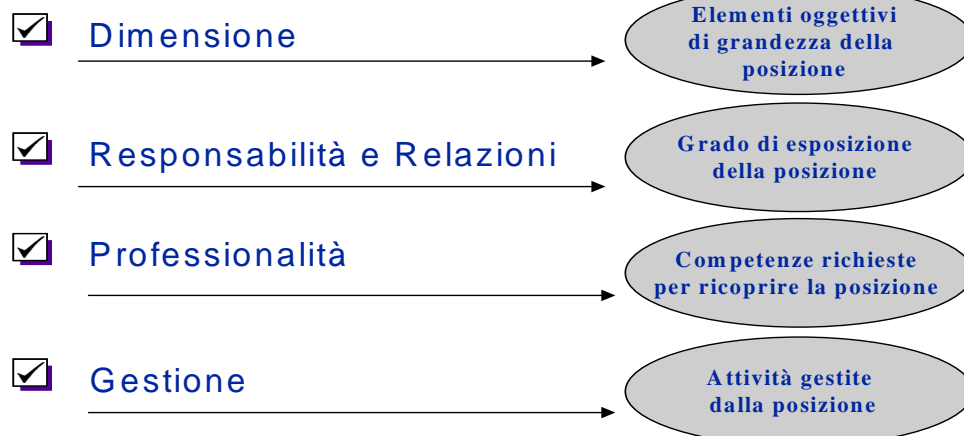 Dimensione
Elementi oggettivi
di grandezza della
posizione
Responsabilità e Relazioni
Grado di esposizione
della posizione
Professionalità
Competenze richieste
per ricoprire la posizione
Gestione
Attività gestite
dalla posizione